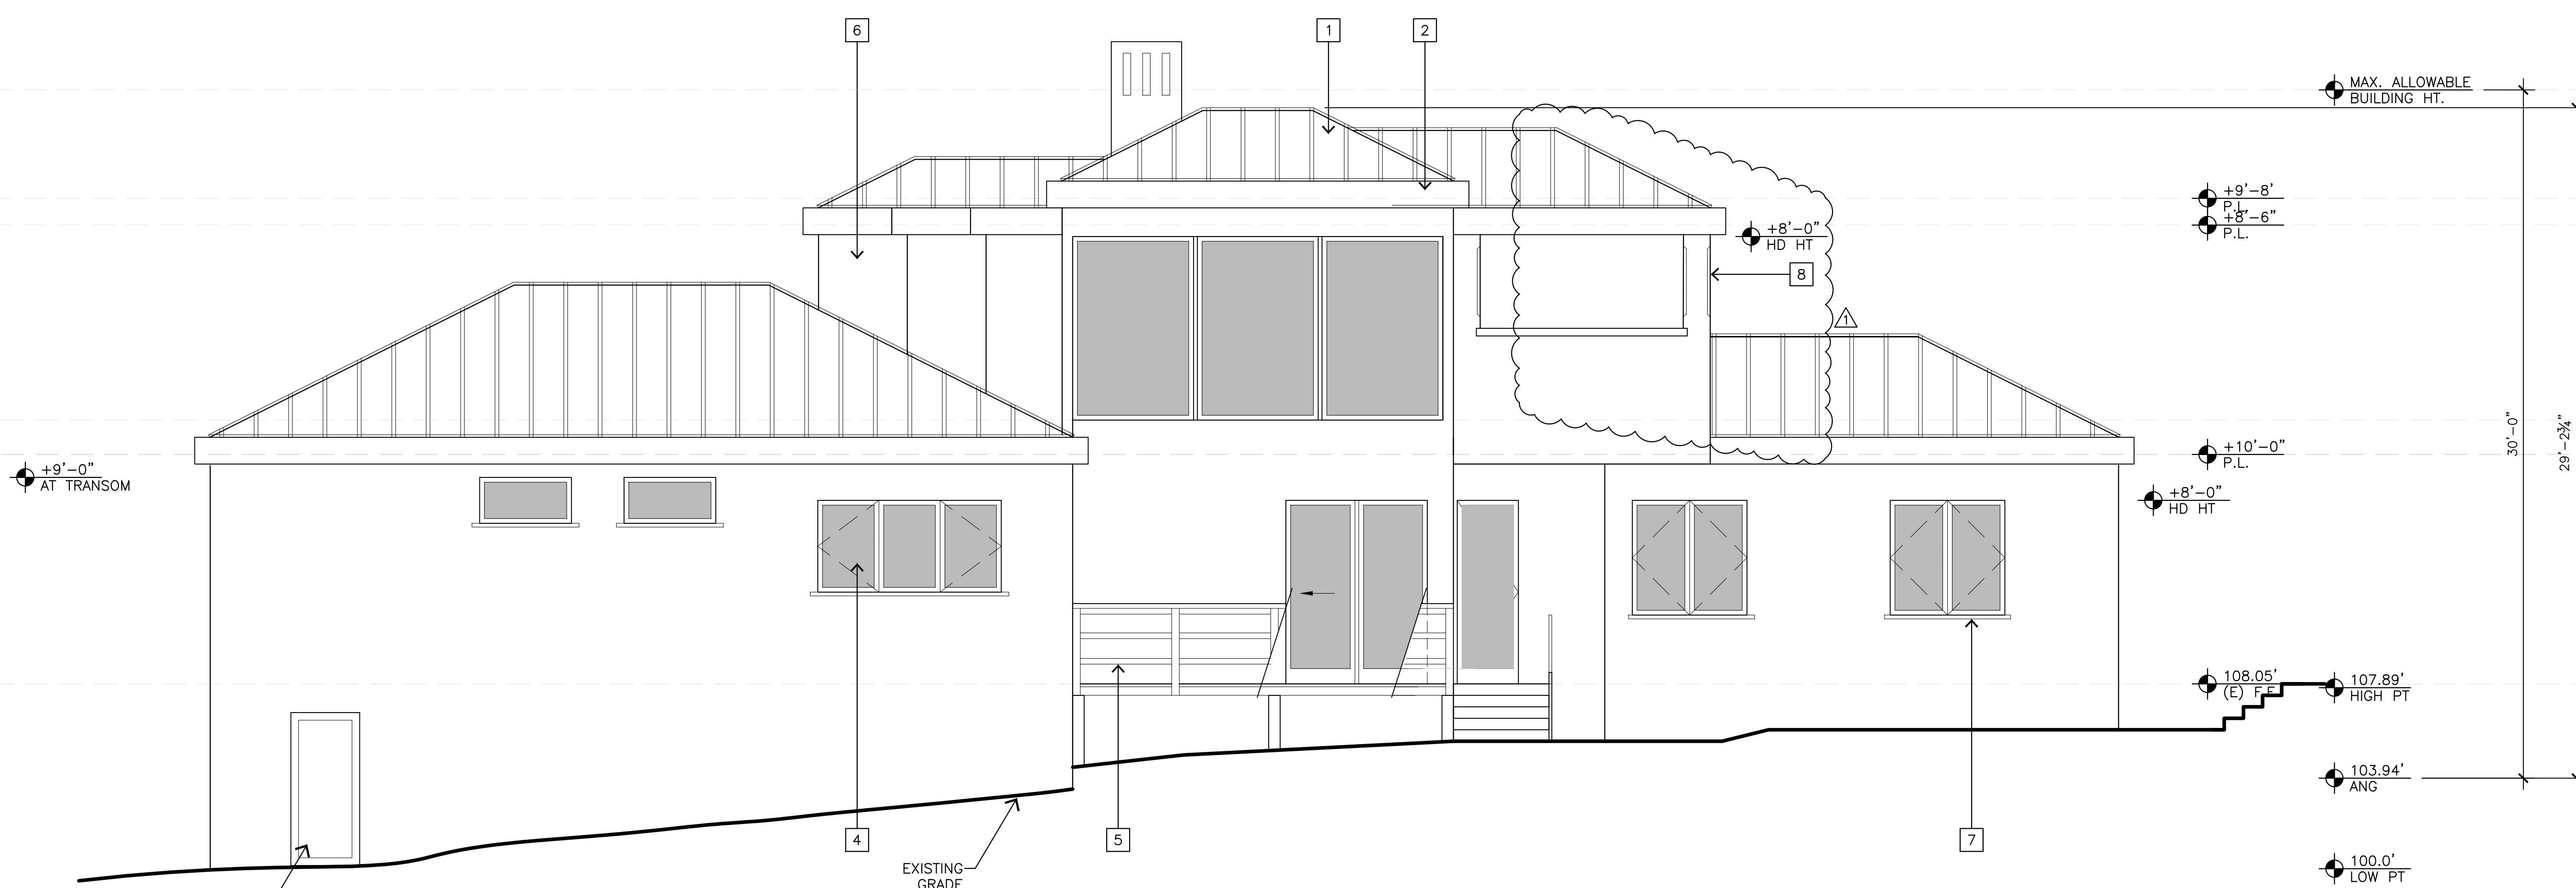 6
1
2
MAX. ALLOWABLE
BUILDING HT.
+9'-8'
P.L.
+8'-6"
P.L.
+8'-0"
HD HT
8
1
30'-0"
29'-2¾"
+9'-0"
AT TRANSOM
+10'-0"
P.L.
+8'-0"
HD HT
108.05'
(E) F.F.
107.89'
HIGH PT
103.94'
ANG
4
5
7
EXISTING
GRADE
100.0'
LOW PT